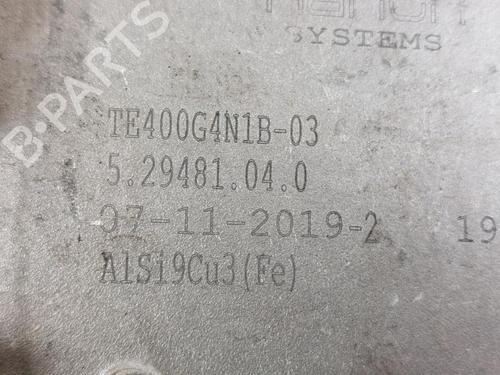 SYSTEMS
TE400G4N1B-03
5.29481.04.0
07-11-2019-2 19
AlSi9Cu3(Fe)
B-PARTS